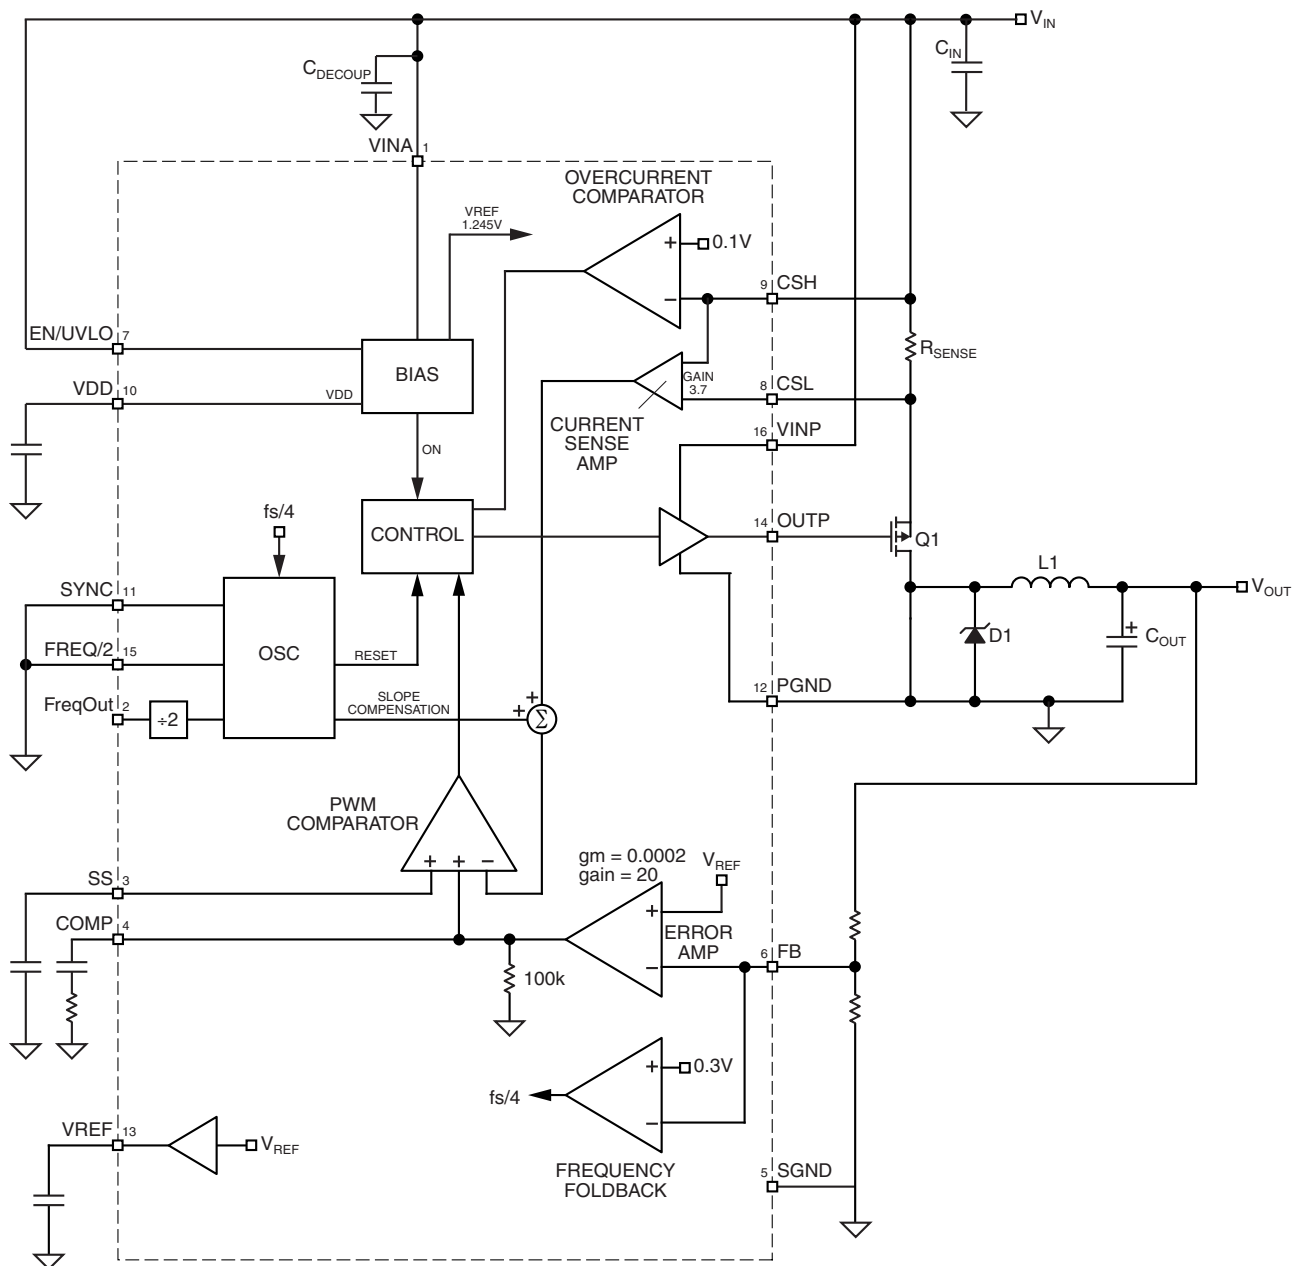 V_IN
C_IN
C_DECOUP
VINA 1
OVERCURRENT
COMPARATOR
VREF
1.245V
+ 0.1V
−
9 CSH
EN/UVLO 7
R_SENSE
BIAS
GAIN
3.7
8 CSL
VDD 10
VDD
CURRENT
SENSE
AMP
16 VINP
ON
fs/4
CONTROL
14 OUTP
Q1
L1
V_OUT
SYNC 11
FREQ/2 15
OSC
RESET
D1
+
C_OUT
12 PGND
FreqOut 2
÷2
SLOPE
COMPENSATION
+
+
Σ
PWM
COMPARATOR
+ + −
gm = 0.0002
gain = 20
V_REF
SS 3
+
COMP 4
ERROR
AMP
−
6 FB
100k
+ 0.3V
fs/4
−
VREF 13
V_REF
FREQUENCY
FOLDBACK
5 SGND